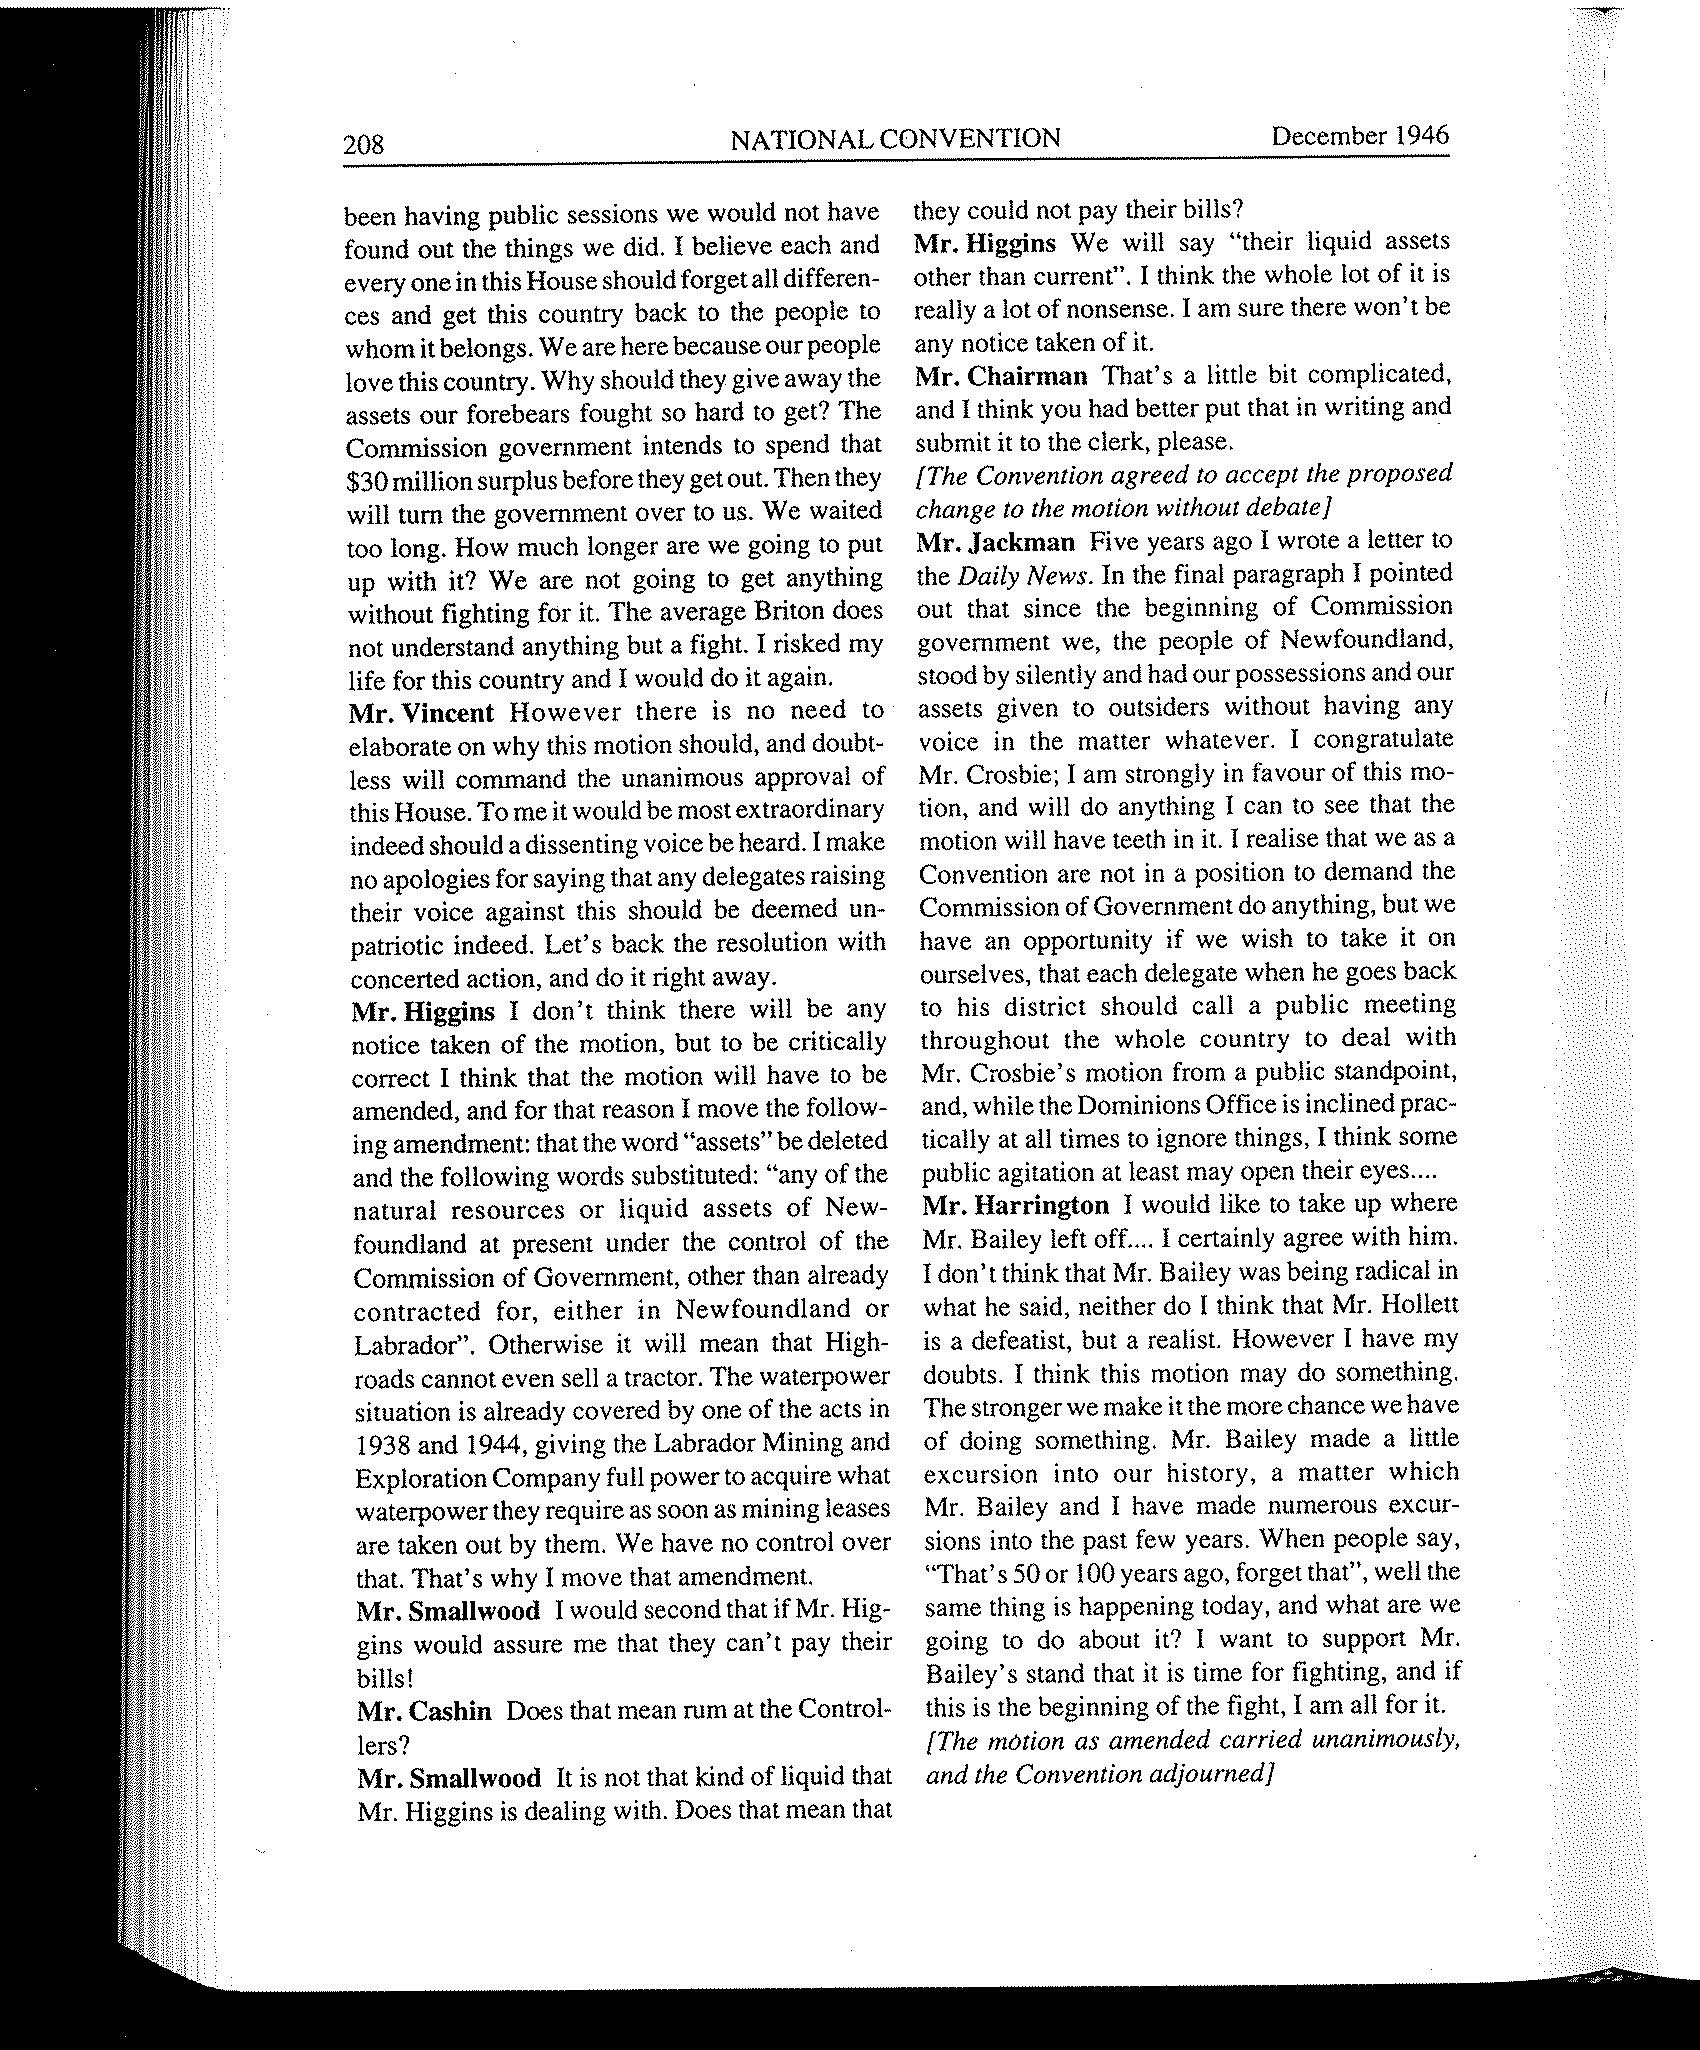 208
NATIONAL CONVENTION
December 1946
been having public sessions we would not have
found out the things we did. I believe each and
every one in this House should forget all differen-
ces and get this country back to the people to
whom it belongs. We are here because our people
love this country. Why should they give away the
assets our forebears fought so hard to get? The
Commission government intends to spend that
$30 million surplus before they get out. Then they
will turn the government over to us. We waited
too long. How much longer are we going to put
up with it? We are not going to get anything
without fighting for it. The average Briton does
not understand anything but a fight. I risked my
life for this country and I would do it again.
Mr. Vincent However there is no need to
elaborate on why this motion should, and doubt-
less will command the unanimous approval of
this House. To me it would be most extraordinary
indeed should a dissenting voice be heard. I make
no apologies for saying that any delegates raising
their voice against this should be deemed un-
patriotic indeed. Let's back the resolution with
concerted action, and do it right away.
Mr. Higgins I don't think there will be any
notice taken of the motion, but to be critically
correct I think that the motion will have to be
amended, and for that reason I move the follow-
ing amendment: that the word "assets" be deleted
and the following words substituted: "any of the
natural resources or liquid assets of New-
foundland at present under the control of the
Commission of Government, other than already
contracted for, either in Newfoundland or
Labrador". Otherwise it will mean that High-
roads cannot even sell a tractor. The waterpower
situation is already covered by one of the acts in
1938 and 1944, giving the Labrador Mining and
Exploration Company full power to acquire what
waterpower they require as soon as mining leases
are taken out by them. We have no control over
that. That's why I move that amendment.
Mr. Smallwood I would second that if Mr. Hig-
gins would assure me that they can't pay their
bills!
Mr. Cashin Does that mean rum at the Control-
lers?
Mr. Smallwood It is not that kind of liquid that
Mr. Higgins is dealing with. Does that mean that
they could not pay their bills?
Mr. Higgins We will say "their liquid assets
other than current". I think the whole lot of it is
really a lot of nonsense. I am sure there won't be
any notice taken of it.
Mr. Chairman That's a little bit complicated,
and I think you had better put that in writing and
submit it to the clerk, please.
[The Convention agreed to accept the proposed
change to the motion without debate]
Mr. Jackman Five years ago I wrote a letter to
the Daily News. In the final paragraph I pointed
out that since the beginning of Commission
government we, the people of Newfoundland,
stood by silently and had our possessions and our
assets given to outsiders without having any
voice in the matter whatever. I congratulate
Mr. Crosbie; I am strongly in favour of this mo-
tion, and will do anything I can to see that the
motion will have teeth in it. I realise that we as a
Convention are not in a position to demand the
Commission of Government do anything, but we
have an opportunity if we wish to take it on
ourselves, that each delegate when he goes back
to his district should call a public meeting
throughout the whole country to deal with
Mr. Crosbie's motion from a public standpoint,
and, while the Dominions Office is inclined prac-
tically at all times to ignore things, I think some
public agitation at least may open their eyes....
Mr. Harrington I would like to take up where
Mr. Bailey left off.... I certainly agree with him.
I don't think that Mr. Bailey was being radical in
what he said, neither do I think that Mr. Hollett
is a defeatist, but a realist. However I have my
doubts. I think this motion may do something.
The stronger we make it the more chance we have
of doing something. Mr. Bailey made a little
excursion into our history, a matter which
Mr. Bailey and I have made numerous excur-
sions into the past few years. When people say,
"That's 50 or 100 years ago, forget that", well the
same thing is happening today, and what are we
going to do about it? I want to support Mr.
Bailey's stand that it is time for fighting, and if
this is the beginning of the fight, I am all for it.
[The motion as amended carried unanimously,
and the Convention adjourned]